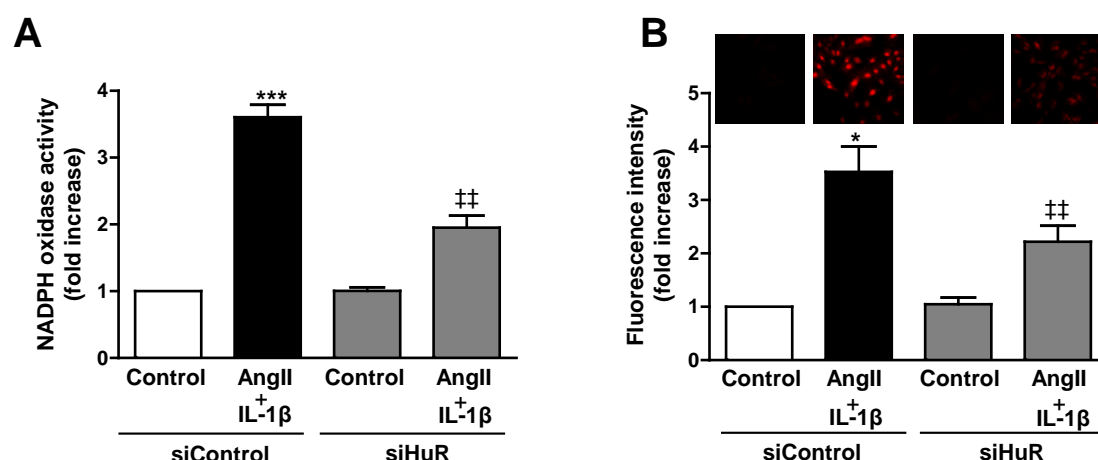 A
NADPH oxidase activity
(fold increase)
4
3
2
1
0
***
‡‡
Control
AngII
+
IL-1β
Control
AngII
+
IL-1β
siControl
siHuR
B
Fluorescence intensity
(fold increase)
5
4
3
2
1
0
*
‡‡
Control
AngII
+
IL-1β
Control
AngII
+
IL-1β
siControl
siHuR